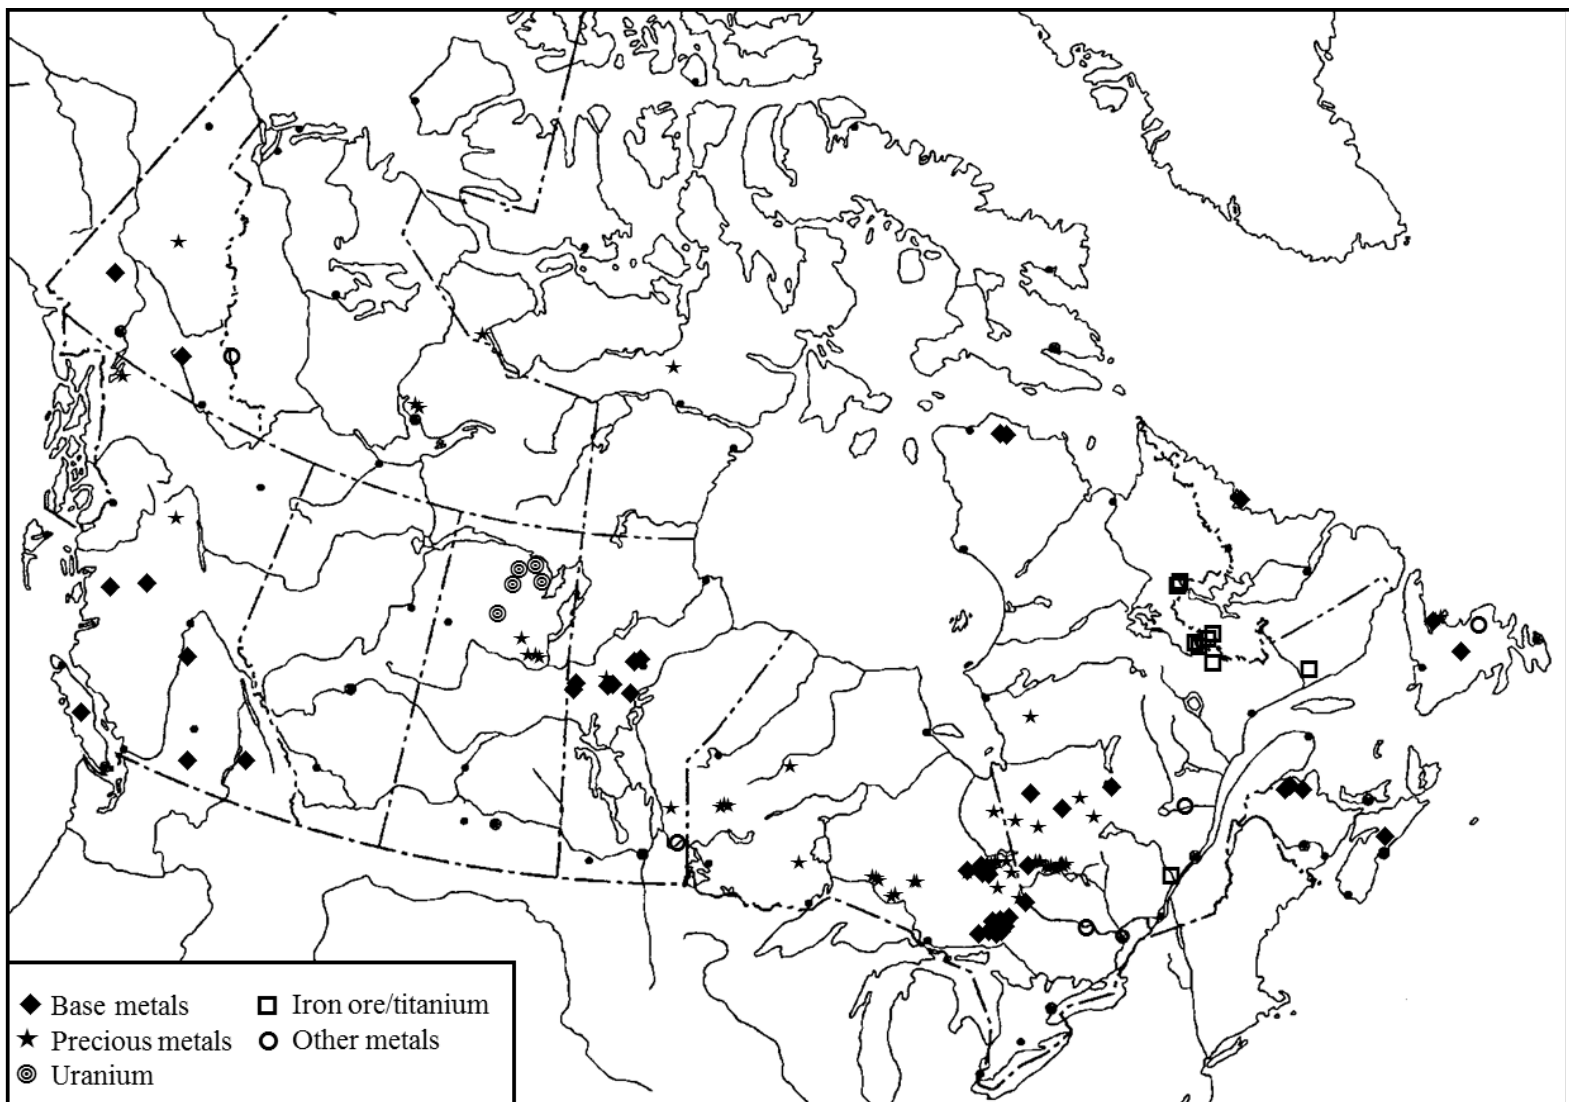 Base metals
Iron ore/titanium
Precious metals
Other metals
Uranium